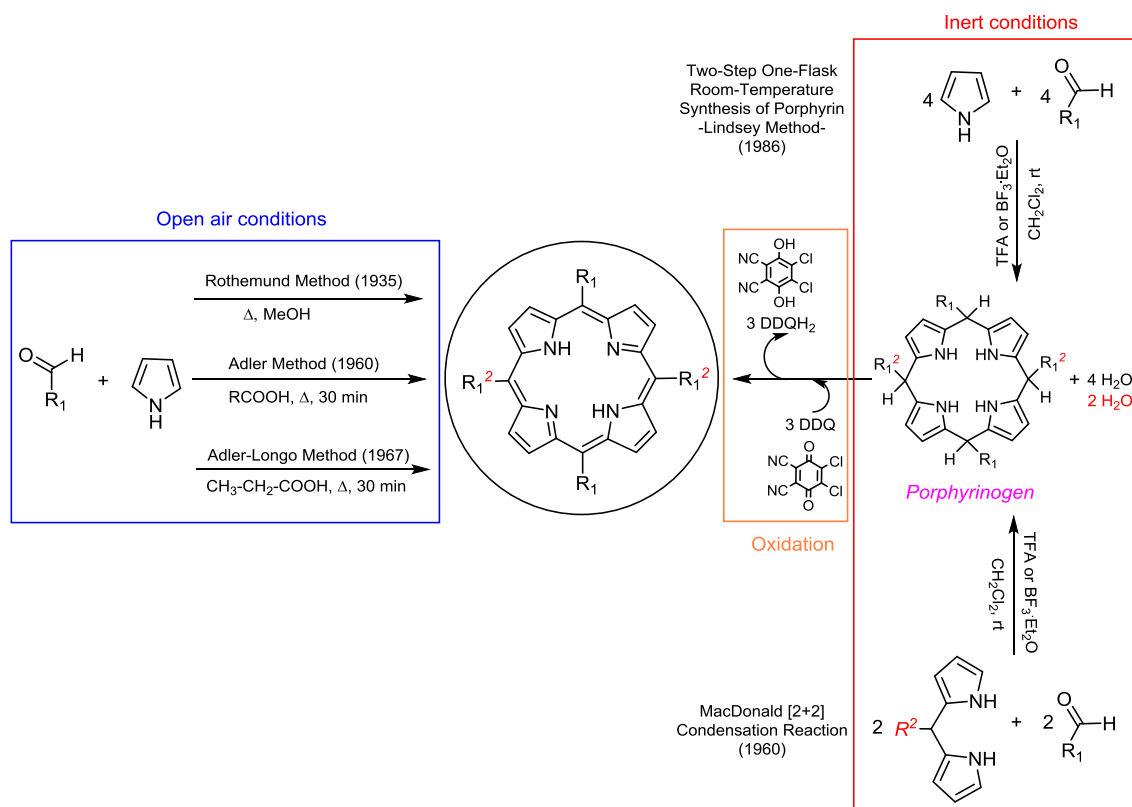 Inert conditions
Two-Step One-Flask
Room-Temperature
Synthesis of Porphyrin
-Lindsey Method-
(1986)
4
N
H
+
4
O
H
R₁
TFA or BF₃·Et₂O
CH₂Cl₂, rt
Open air conditions
O
H
R₁
+
N
H
Rothemund Method (1935)
Δ, MeOH
Adler Method (1960)
RCOOH, Δ, 30 min
Adler-Longo Method (1967)
CH₃-CH₂-COOH, Δ, 30 min
R₁
NH
N
R₁²
R₁²
N
HN
R₁
OH
NC
Cl
NC
Cl
OH
3 DDQH₂
3 DDQ
O
NC
Cl
NC
Cl
O
Oxidation
R₁
H
NH
HN
R₁²
R₁²
H
H
NH
HN
H
R₁
+ 4 H₂O
2 H₂O
Porphyrinogen
TFA or BF₃·Et₂O
CH₂Cl₂, rt
MacDonald [2+2]
Condensation Reaction
(1960)
2
R²
NH
NH
+
2
O
H
R₁